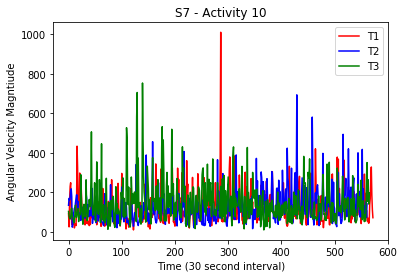 S7 - Activity 10
Angular Velocity Magntiude
1000
800
600
400
200
0
T1
T2
T3
0 100 200 300 400 500 600
Time (30 second interval)